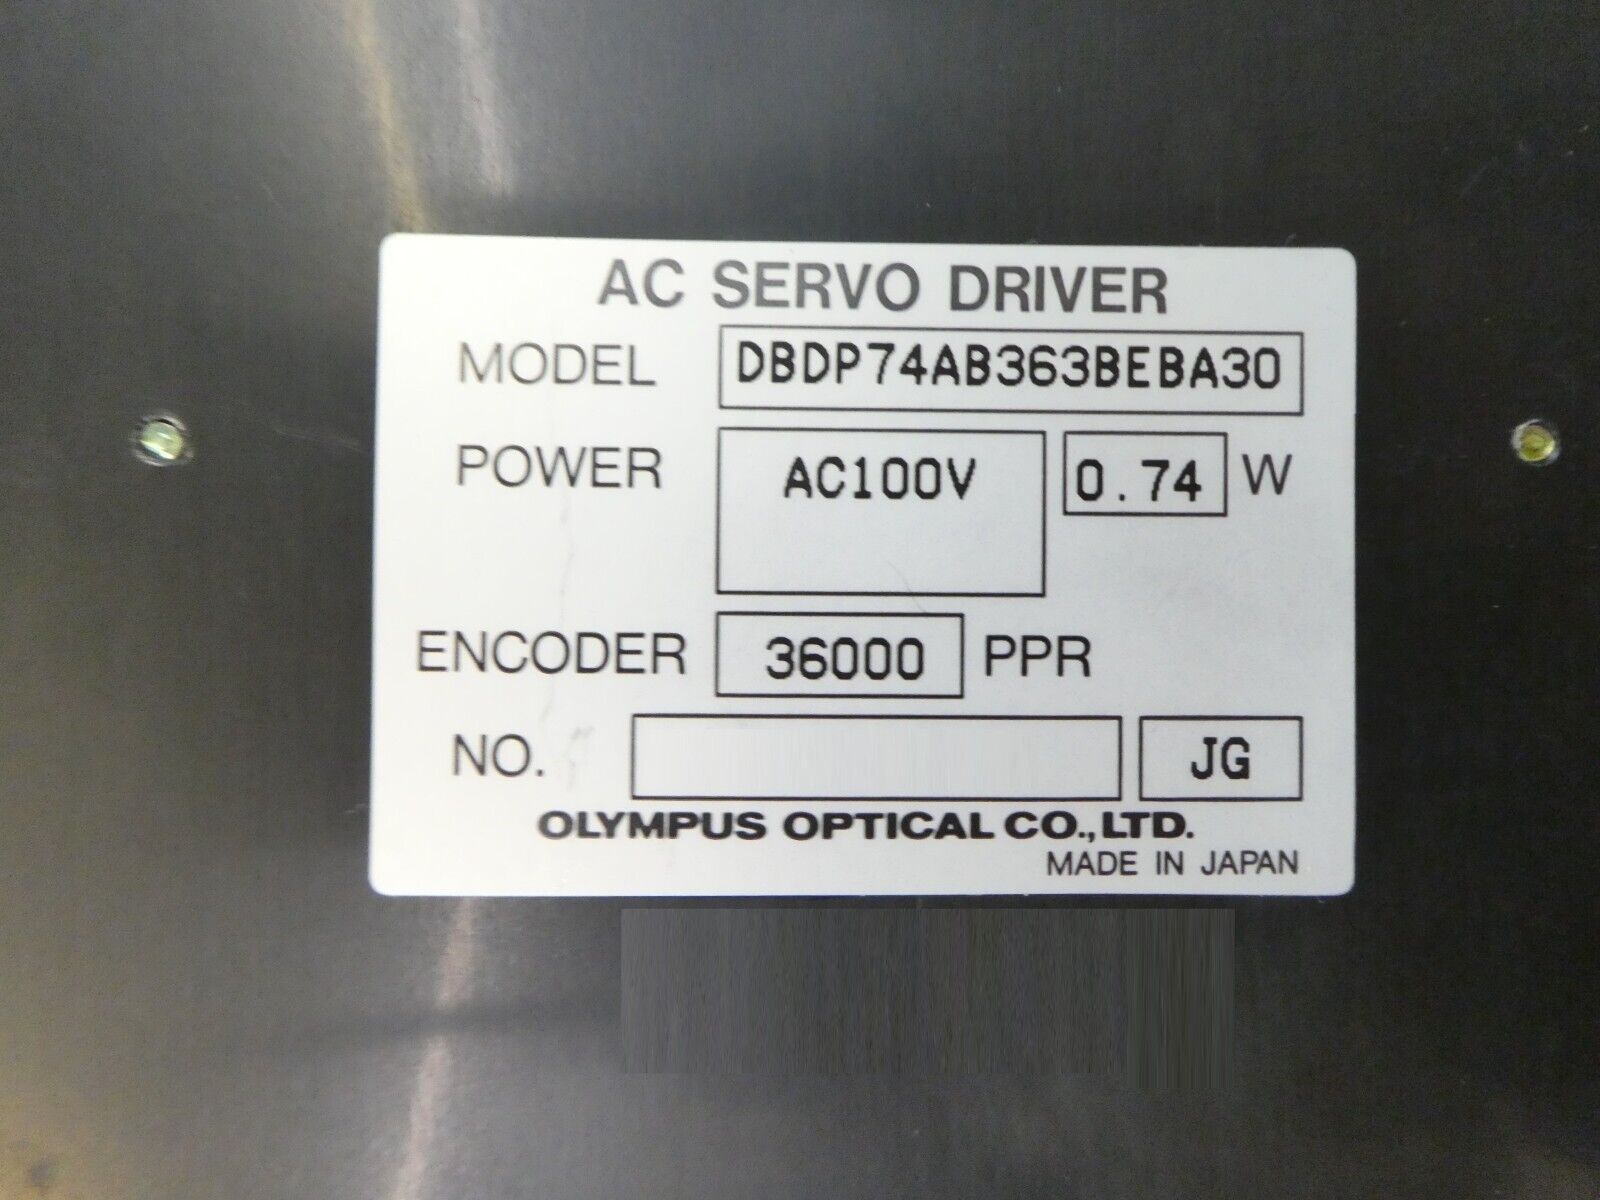 AC SERVO DRIVER
MODEL DBDP74AB363BEBA30
POWER AC100V 0.74 W
ENCODER 36000 PPR
NO. JG
OLYMPUS OPTICAL CO.,LTD.
MADE IN JAPAN